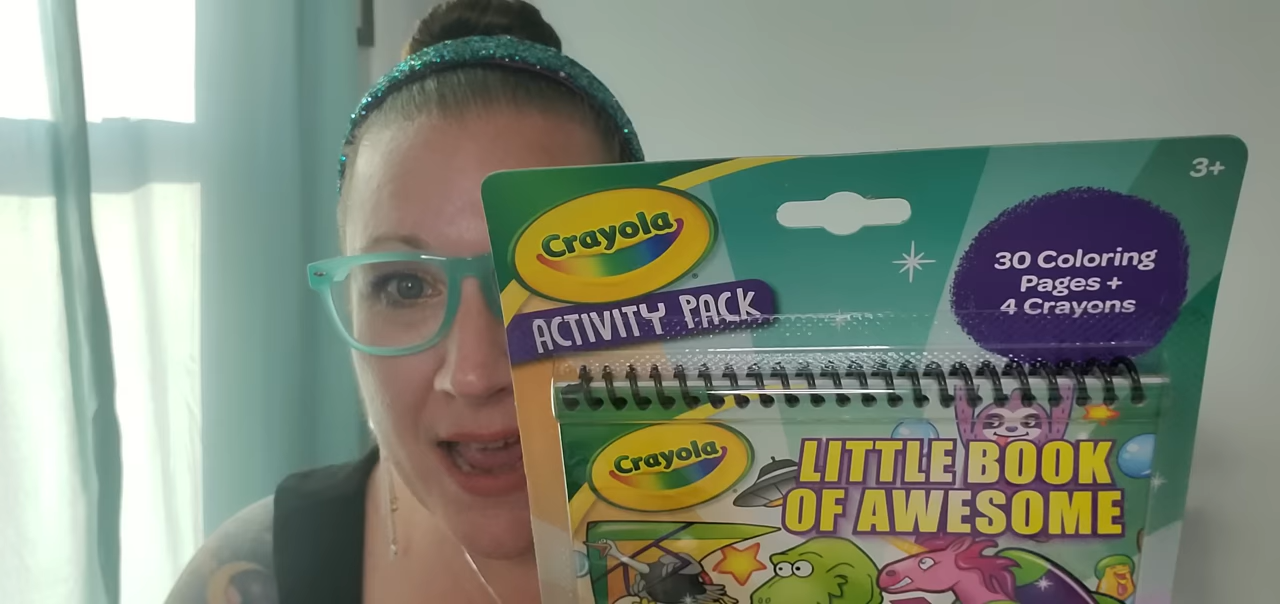 3+
Crayola
30 Coloring
Pages +
4 Crayons
ACTIVITY PACK
Crayola
LITTLE BOOK
OF AWESOME